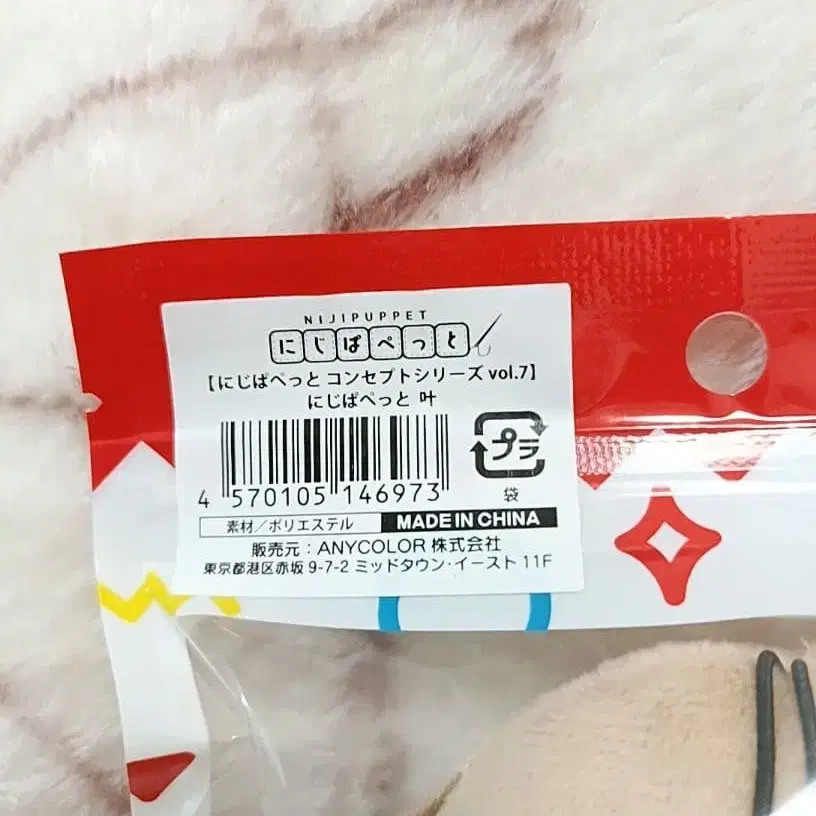 NIJIPUPPET
にじぱぺっと
【にじぱぺっと コンセプトシリーズ vol.7】
にじぱぺっと 叶
4 570105 146973
プラ
袋
素材/ポリエステル MADE IN CHINA
販売元:ANYCOLOR 株式会社
東京都港区赤坂 9-7-2 ミッドタウン・イースト 11F